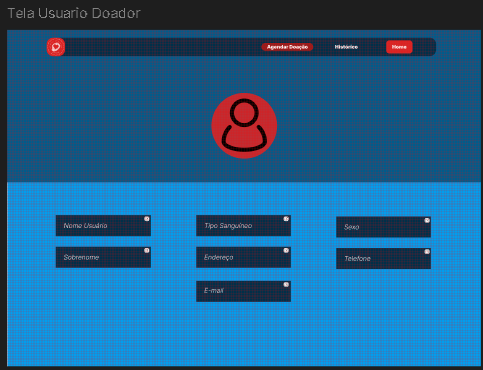 Tela Usuario Doador
Agendar Doação Histórico Home
Nome Usuário Tipo Sanguíneo Sexo
Sobrenome Endereço Telefone
E-mail